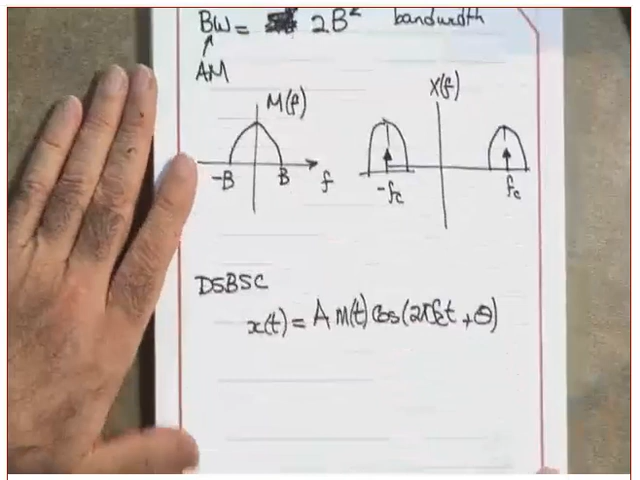 BW = 2B bandwidth
AM
M(f)
X(f)
-B B f
-fc fc
DSBSC
x(t) = A m(t) cos(2πfct + θ)